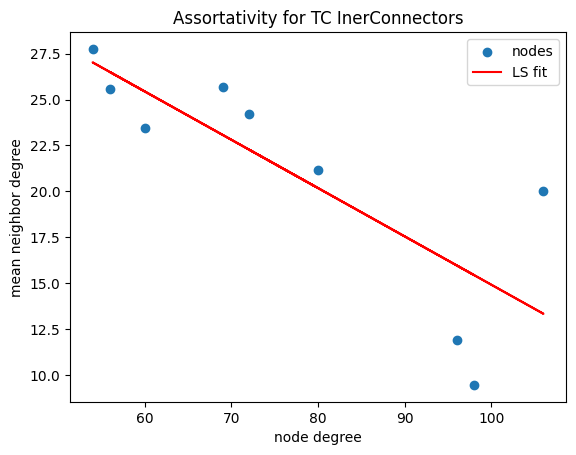 Assortativity for TC InerConnectors
nodes
LS fit
mean neighbor degree
27.5
25.0
22.5
20.0
17.5
15.0
12.5
10.0
60
70
80
90
100
node degree